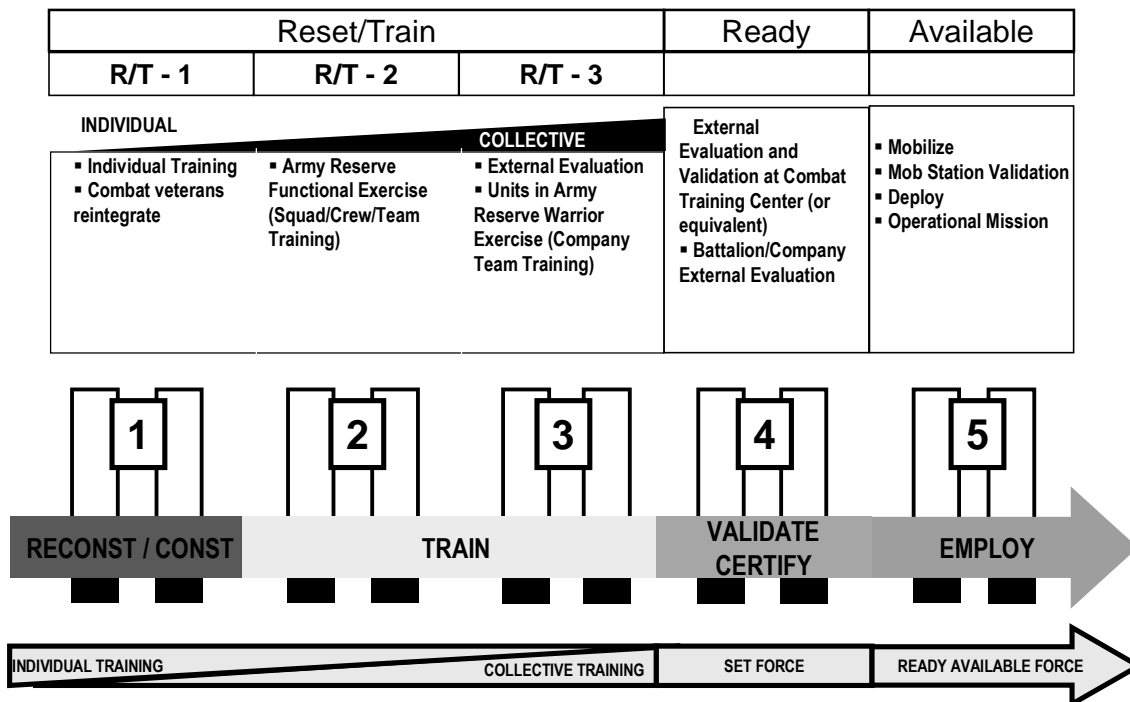 Reset/Train
Ready
Available
R/T - 1
R/T - 2
R/T - 3
INDIVIDUAL
COLLECTIVE
▪ Individual Training
▪ Combat veterans
reintegrate
▪ Army Reserve
Functional Exercise
(Squad/Crew/Team
Training)
▪ External Evaluation
▪ Units in Army
Reserve Warrior
Exercise (Company
Team Training)
External
Evaluation and
Validation at Combat
Training Center (or
equivalent)
▪ Battalion/Company
External Evaluation
▪ Mobilize
▪ Mob Station Validation
▪ Deploy
▪ Operational Mission
1
2
3
4
5
RECONST / CONST
TRAIN
VALIDATE
CERTIFY
EMPLOY
INDIVIDUAL TRAINING
COLLECTIVE TRAINING
SET FORCE
READY AVAILABLE FORCE